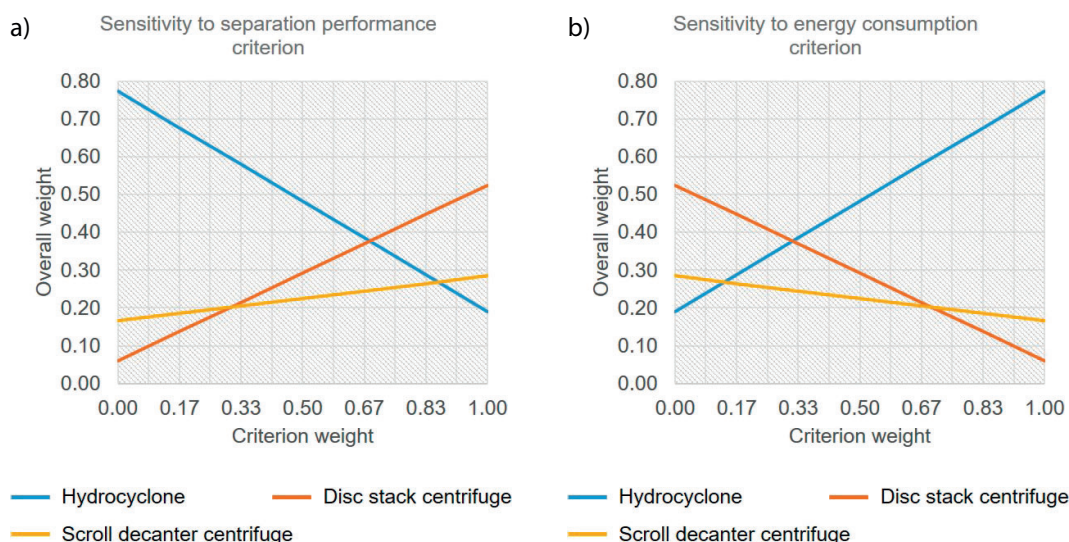 a)
Sensitivity to separation performance
criterion
0.80
0.70
0.60
0.50
0.40
0.30
0.20
0.10
0.00
Overall weight
0.00 0.17 0.33 0.50 0.67 0.83 1.00
Criterion weight
Hydrocyclone
Disc stack centrifuge
Scroll decanter centrifuge
b)
Sensitivity to energy consumption
criterion
0.80
0.70
0.60
0.50
0.40
0.30
0.20
0.10
0.00
Overall weight
0.00 0.17 0.33 0.50 0.67 0.83 1.00
Criterion weight
Hydrocyclone
Disc stack centrifuge
Scroll decanter centrifuge